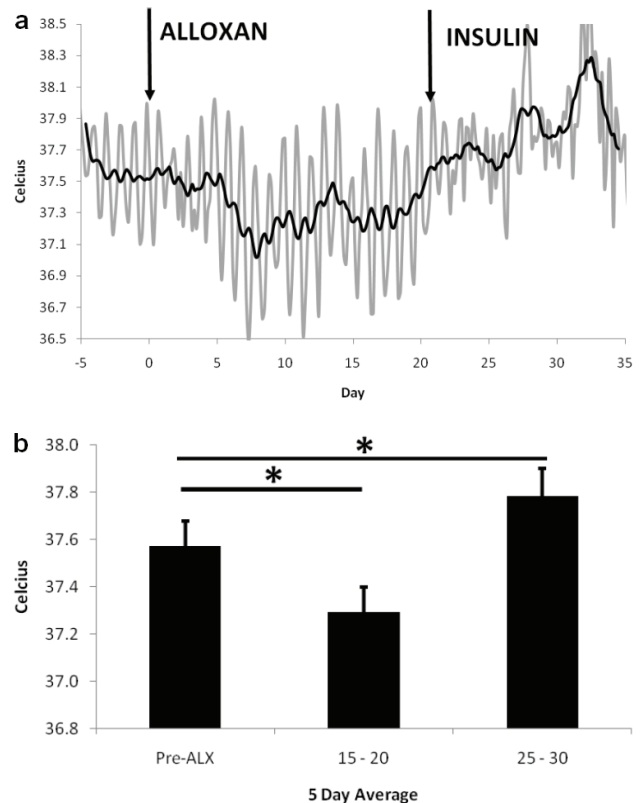 a
ALLOXAN
INSULIN
38.5
38.3
38.1
37.9
37.7
37.5
37.3
37.1
36.9
36.7
36.5
Celcius
-5 0 5 10 15 20 25 30 35
Day
b
38.0
37.8
37.6
37.4
37.2
37.0
36.8
Celcius
*
*
Pre-ALX 15 - 20 25 - 30
5 Day Average